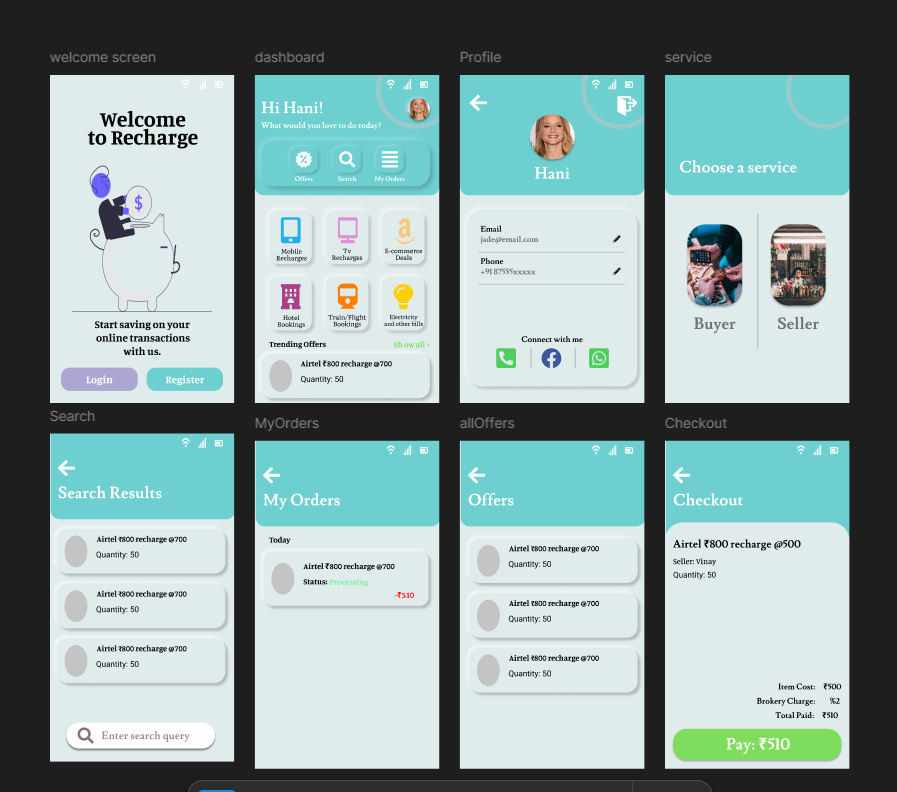 welcome screen
Welcome
to Recharge
$
Start saving on your
online transactions
with us.
Login
Register
dashboard
Hi Hani!
What would you love to do today?
Offers
Search
My Orders
Mobile
Recharges
Tv
Recharges
E-commerce
Deals
Hotel
Bookings
Train/Flight
Bookings
Electricity
and other bills
Trending Offers
Show all >
Airtel ₹800 recharge @700
Quantity: 50
Profile
Hani
Email
jade@email.com
Phone
+91 87555xxxxx
Connect with me
service
Choose a service
Buyer
Seller
Search
Search Results
Airtel ₹800 recharge @700
Quantity: 50
Airtel ₹800 recharge @700
Quantity: 50
Airtel ₹800 recharge @700
Quantity: 50
Enter search query
MyOrders
My Orders
Today
Airtel ₹800 recharge @700
Status: Processing
-₹510
allOffers
Offers
Airtel ₹800 recharge @700
Quantity: 50
Airtel ₹800 recharge @700
Quantity: 50
Airtel ₹800 recharge @700
Quantity: 50
Checkout
Checkout
Airtel ₹800 recharge @500
Seller: Vinay
Quantity: 50
Item Cost: ₹500
Brokery Charge: %2
Total Paid: ₹510
Pay: ₹510